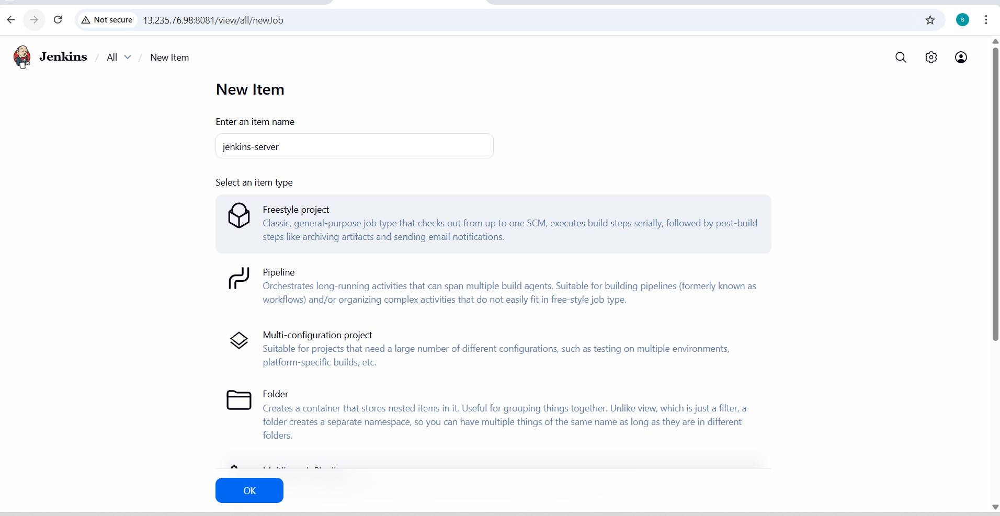 Not secure 13.235.76.98:8081/view/all/newJob
S
Jenkins / All / New Item
New Item
Enter an item name
jenkins-server
Select an item type
Freestyle project
Classic, general-purpose job type that checks out from up to one SCM, executes build steps serially, followed by post-build
steps like archiving artifacts and sending email notifications.
Pipeline
Orchestrates long-running activities that can span multiple build agents. Suitable for building pipelines (formerly known as
workflows) and/or organizing complex activities that do not easily fit in free-style job type.
Multi-configuration project
Suitable for projects that need a large number of different configurations, such as testing on multiple environments,
platform-specific builds, etc.
Folder
Creates a container that stores nested items in it. Useful for grouping things together. Unlike view, which is just a filter, a
folder creates a separate namespace, so you can have multiple things of the same name as long as they are in different
folders.
OK